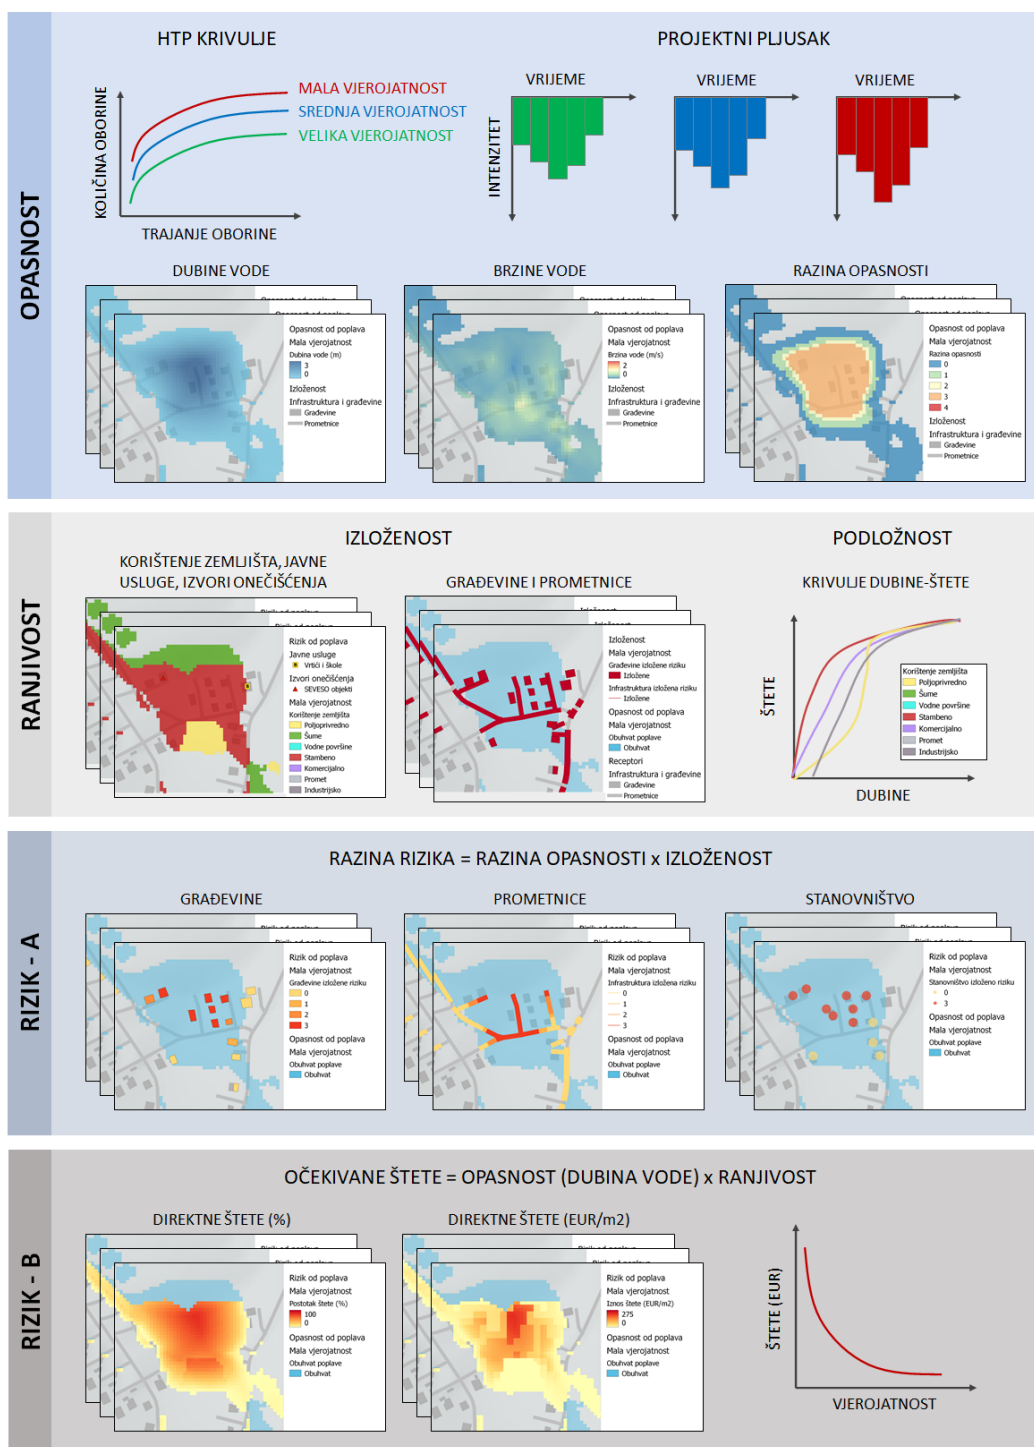 OPASNOST
HTP KRIVULJE
KOLIČINA OBORINE
MALA VJEROJATNOST
SREDNJA VJEROJATNOST
VELIKA VJEROJATNOST
TRAJANJE OBORINE
PROJEKTNI PLJUSAK
VRIJEME
VRIJEME
VRIJEME
INTENZITET
DUBINE VODE
Opasnost od poplava
Mala vjerojatnost
Dubina vode (m)
3
0
Izloženost
Infrastruktura i građevine
Građevine
Prometnice
BRZINE VODE
Opasnost od poplava
Mala vjerojatnost
Brzina vode (m/s)
2
0
Izloženost
Infrastruktura i građevine
Građevine
Prometnice
RAZINA OPASNOSTI
Opasnost od poplava
Mala vjerojatnost
Razina opasnosti
0
1
2
3
4
Izloženost
Infrastruktura i građevine
Građevine
Prometnice
RANJIVOST
IZLOŽENOST
KORIŠTENJE ZEMLJIŠTA, JAVNE
USLUGE, IZVORI ONEČIŠĆENJA
Rizik od poplava
Javne usluge
Vrtići i škole
Izvori onečišćenja
SEVESO objekti
Mala vjerojatnost
Korištenje zemljišta
Poljoprivredno
Šume
Vodne površine
Stambeno
Komercijalno
Promet
Industrijsko
GRAĐEVINE I PROMETNICE
Izloženost
Mala vjerojatnost
Građevine izložene riziku
Izložene
Infrastruktura izložena riziku
Izložene
Opasnost od poplava
Mala vjerojatnost
Obuhvat poplave
Obuhvat
Receptori
Infrastruktura i građevine
Građevine
Prometnice
PODLOŽNOST
KRIVULJE DUBINE-ŠTETE
ŠTETE
Korištenje zemljišta
Poljoprivredno
Šume
Vodne površine
Stambeno
Komercijalno
Promet
Industrijsko
DUBINE
RIZIK - A
RAZINA RIZIKA = RAZINA OPASNOSTI x IZLOŽENOST
GRAĐEVINE
Rizik od poplava
Mala vjerojatnost
Građevine izložene riziku
0
1
2
3
Opasnost od poplava
Mala vjerojatnost
Obuhvat poplave
Obuhvat
PROMETNICE
Rizik od poplava
Mala vjerojatnost
Infrastruktura izložena riziku
0
1
2
3
Opasnost od poplava
Mala vjerojatnost
Obuhvat poplave
Obuhvat
STANOVNIŠTVO
Rizik od poplava
Mala vjerojatnost
Stanovništvo izloženo riziku
0
3
Opasnost od poplava
Mala vjerojatnost
Obuhvat poplave
Obuhvat
RIZIK - B
OČEKIVANE ŠTETE = OPASNOST (DUBINA VODE) x RANJIVOST
DIREKTNE ŠTETE (%)
Rizik od poplava
Mala vjerojatnost
Postotak štete (%)
100
0
Opasnost od poplava
Mala vjerojatnost
Obuhvat poplave
Obuhvat
DIREKTNE ŠTETE (EUR/m2)
Rizik od poplava
Mala vjerojatnost
Iznos štete (EUR/m2)
275
0
Opasnost od poplava
Mala vjerojatnost
Obuhvat poplave
Obuhvat
ŠTETE (EUR)
VJEROJATNOST